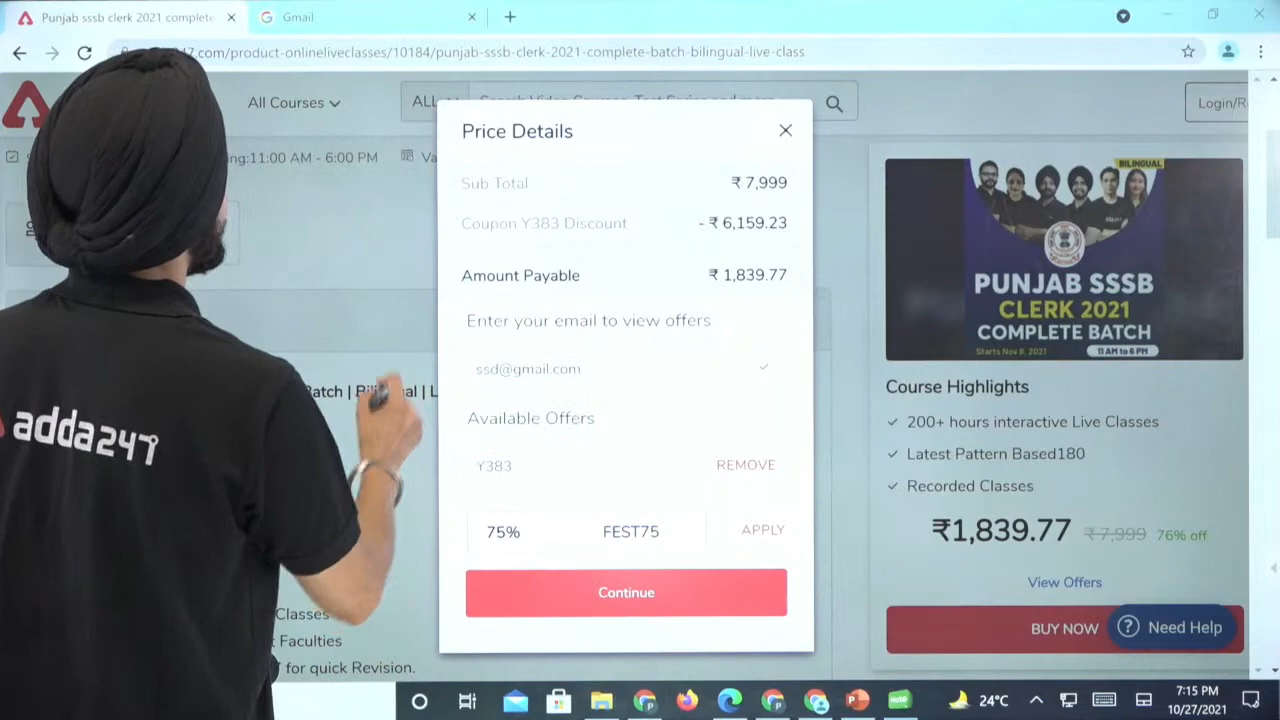 Punjab sssb clerk 2021 complete
Gmail
47.com/product-onlineliveclasses/10184/punjab-sssb-clerk-2021-complete-batch-bilingual-live-class
All Courses
ALL
Login/R
ng:11:00 AM - 6:00 PM
Va
Price Details
Sub Total ₹ 7,999
Coupon Y383 Discount - ₹ 6,159.23
Amount Payable ₹ 1,839.77
Enter your email to view offers
ssd@gmail.com
Available Offers
Y383 REMOVE
75% FEST75 APPLY
Continue
Batch | Bilingual | L
adda247
Classes
Faculties
for quick Revision.
BILINGUAL
PUNJAB SSSB
CLERK 2021
COMPLETE BATCH
Starts Nov 8, 2021 11 AM to 6 PM
Course Highlights
200+ hours interactive Live Classes
Latest Pattern Based180
Recorded Classes
₹1,839.77 ₹ 7,999 76% off
View Offers
BUY NOW
Need Help
24°C
7:15 PM
10/27/2021